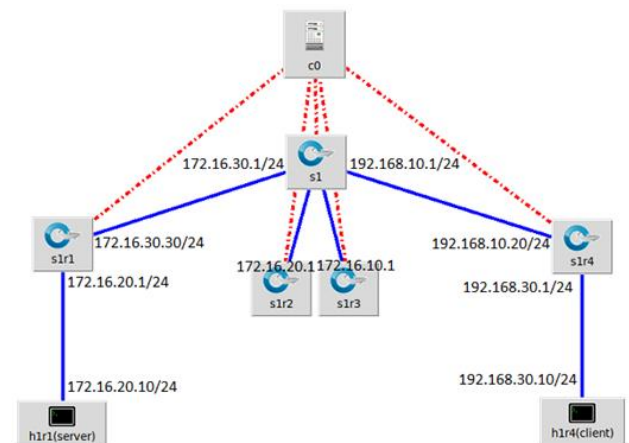 c0
172.16.30.1/24
192.168.10.1/24
s1
172.16.30.30/24
192.168.10.20/24
s1r1
s1r4
172.16.20.1
172.16.10.1
172.16.20.1/24
192.168.30.1/24
s1r2
s1r3
172.16.20.10/24
192.168.30.10/24
h1r1(server)
h1r4(client)